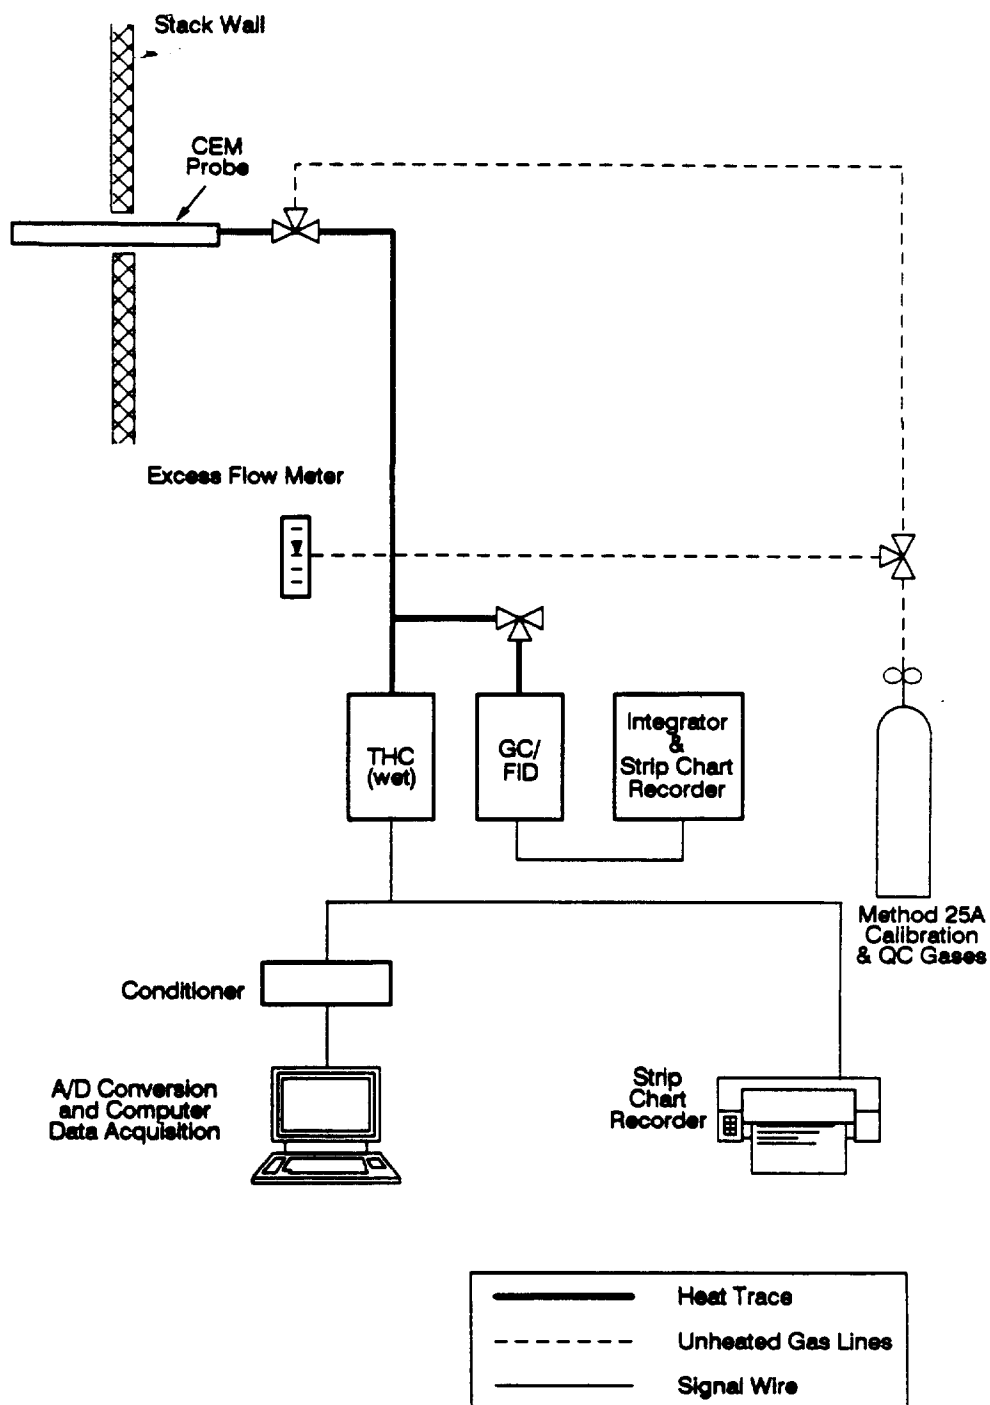 Stack Wall
CEM
Probe
Excess Flow Meter
THC
(wet)
GC/
FID
Integrator
&
Strip Chart
Recorder
Method 25A
Calibration
& QC Gases
Conditioner
A/D Conversion
and Computer
Data Acquisition
Strip
Chart
Recorder
Heat Trace
Unheated Gas Lines
Signal Wire